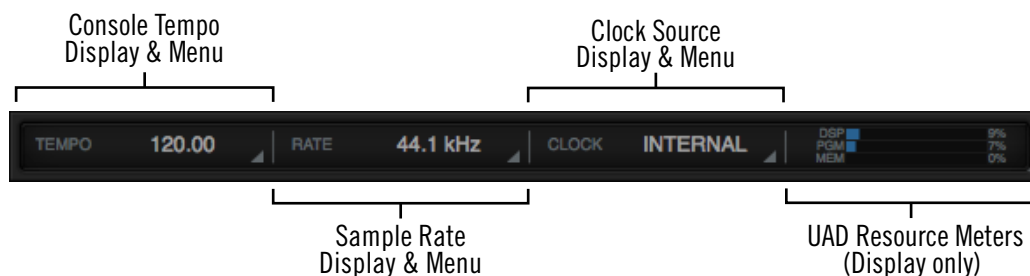 Console Tempo
Display & Menu
Clock Source
Display & Menu
TEMPO 120.00 RATE 44.1 kHz CLOCK INTERNAL
DSP 9%
PGM 7%
MEM 0%
Sample Rate
Display & Menu
UAD Resource Meters
(Display only)